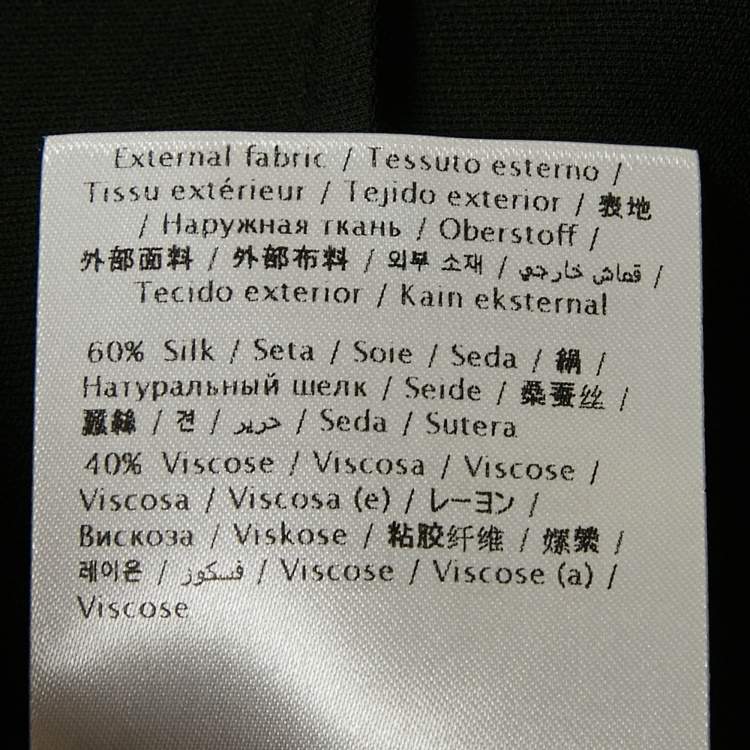 External fabric / Tessuto esterno /
Tissu extérieur / Tejido exterior / 表地
/ Наружная ткань / Oberstoff /
外部面料 / 外部布料 / 외부 소재 / قماش خارجي /
Tecido exterior / Kain eksternal
60% Silk / Seta / Soie / Seda / 絹 /
Натуральный шелк / Seide / 桑蚕丝 /
蠶絲 / 견 / حرير / Seda / Sutera
40% Viscose / Viscosa / Viscose /
Viscosa / Viscosa (e) / レーヨン /
Вискоза / Viskose / 粘胶纤维 / 嫘縈 /
레이온 / فسكوز / Viscose / Viscose (a) /
Viscose